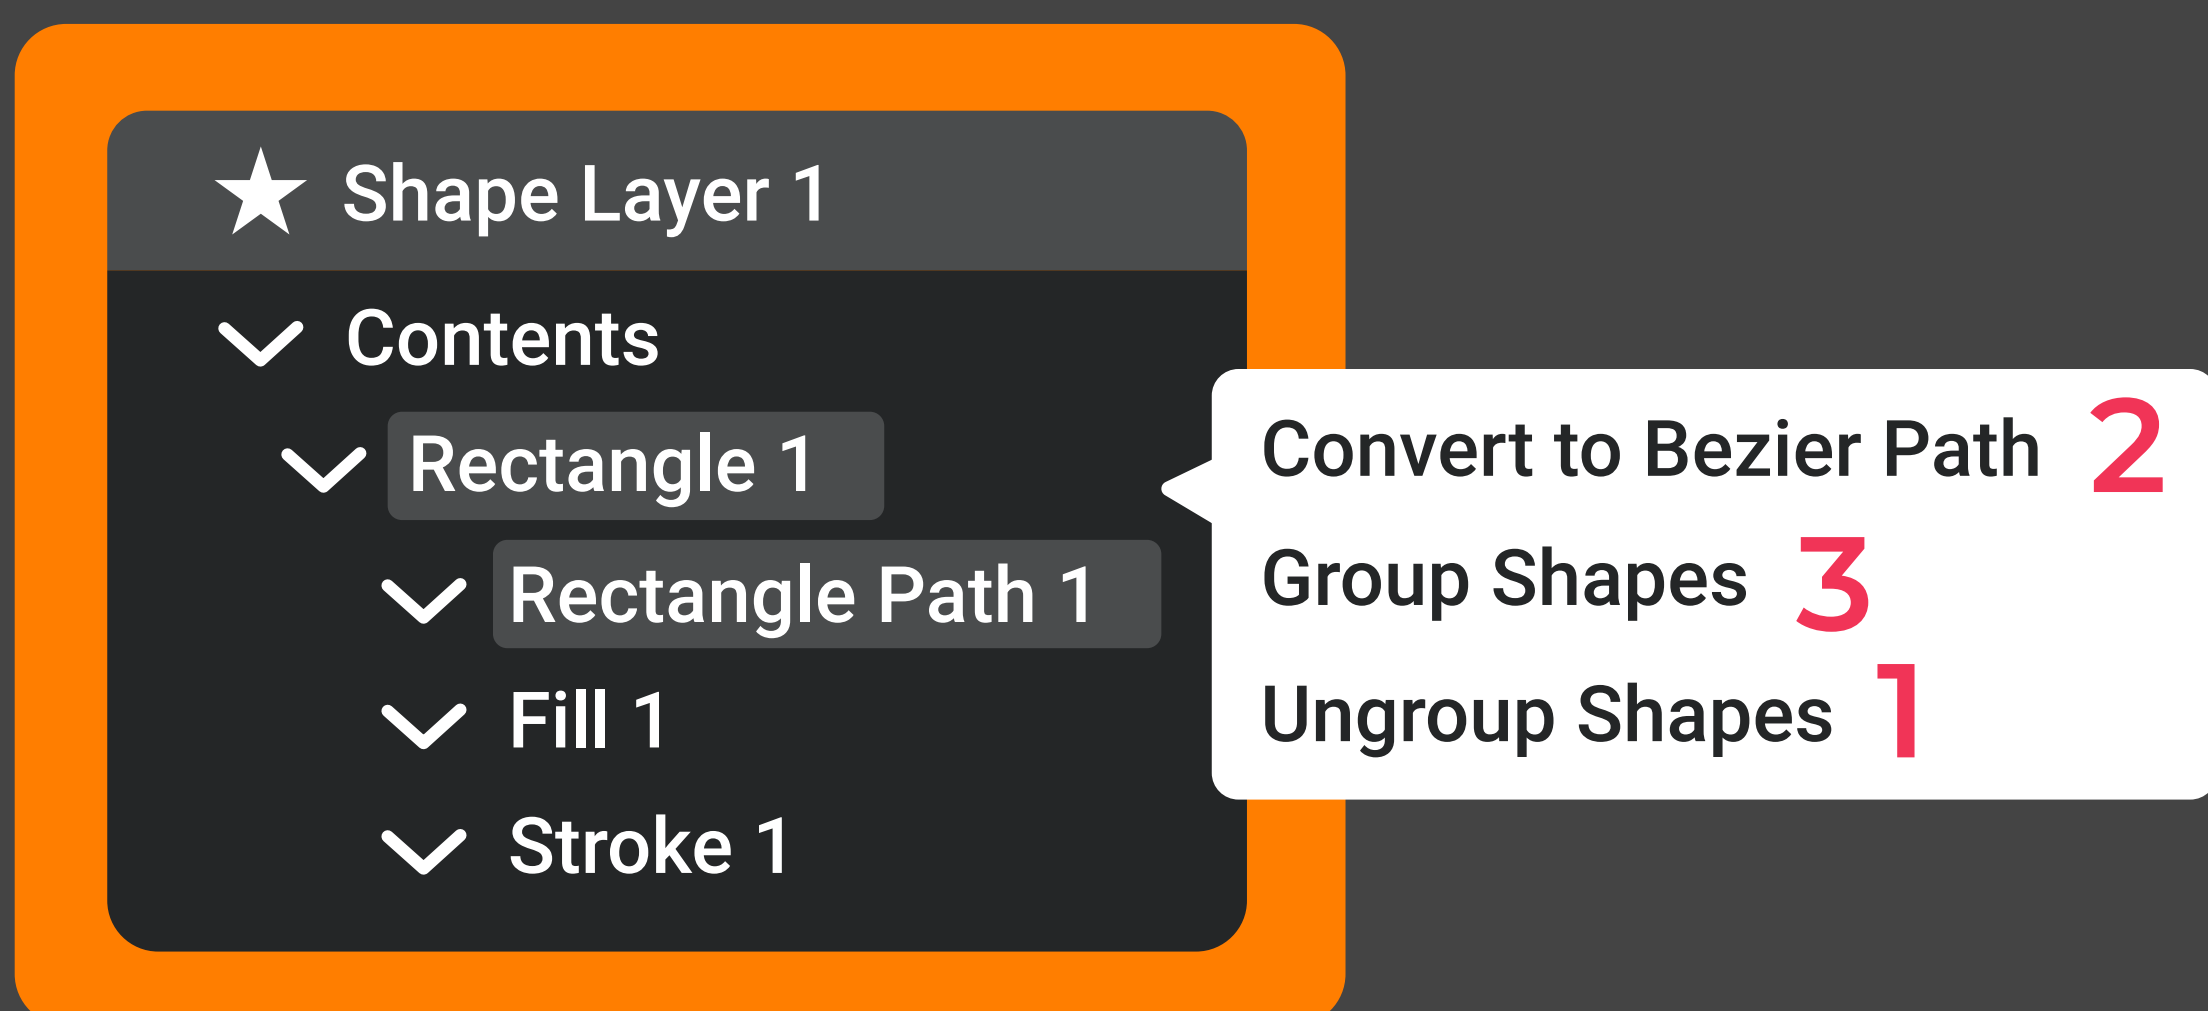 Shape Layer 1
Contents
Rectangle 1
Rectangle Path 1
Fill 1
Stroke 1
Convert to Bezier Path 2
Group Shapes 3
Ungroup Shapes 1